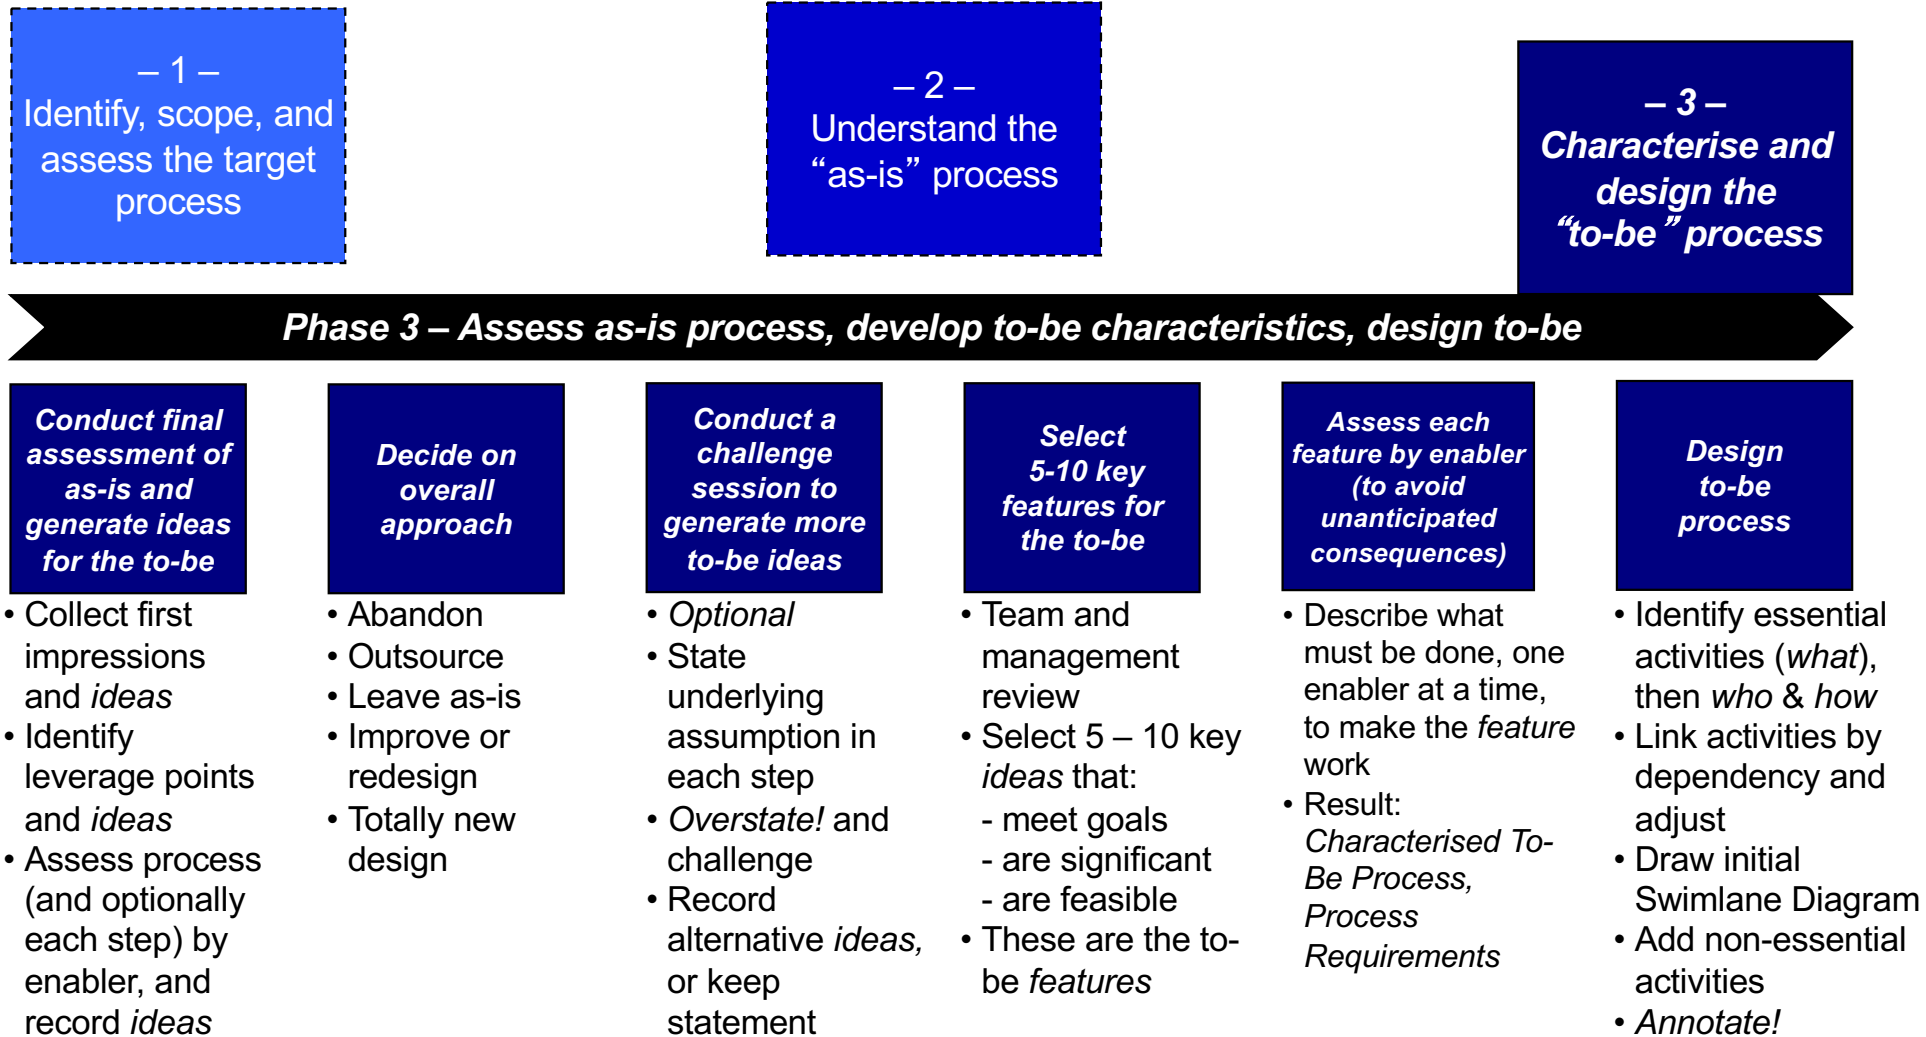 – 1 –
Identify, scope, and
assess the target
process
– 2 –
Understand the
“as-is” process
– 3 –
Characterise and
design the
“to-be” process
Phase 3 – Assess as-is process, develop to-be characteristics, design to-be
Conduct final
assessment of
as-is and
generate ideas
for the to-be
• Collect first
impressions
and ideas
• Identify
leverage points
and ideas
• Assess process
(and optionally
each step) by
enabler, and
record ideas
Decide on
overall
approach
• Abandon
• Outsource
• Leave as-is
• Improve or
redesign
• Totally new
design
Conduct a
challenge
session to
generate more
to-be ideas
• Optional
• State
underlying
assumption in
each step
• Overstate! and
challenge
• Record
alternative ideas,
or keep
statement
Select
5-10 key
features for
the to-be
• Team and
management
review
• Select 5 – 10 key
ideas that:
- meet goals
- are significant
- are feasible
• These are the to-
be features
Assess each
feature by enabler
(to avoid
unanticipated
consequences)
• Describe what
must be done, one
enabler at a time,
to make the feature
work
• Result:
Characterised To-
Be Process,
Process
Requirements
Design
to-be
process
• Identify essential
activities (what),
then who & how
• Link activities by
dependency and
adjust
• Draw initial
Swimlane Diagram
• Add non-essential
activities
• Annotate!